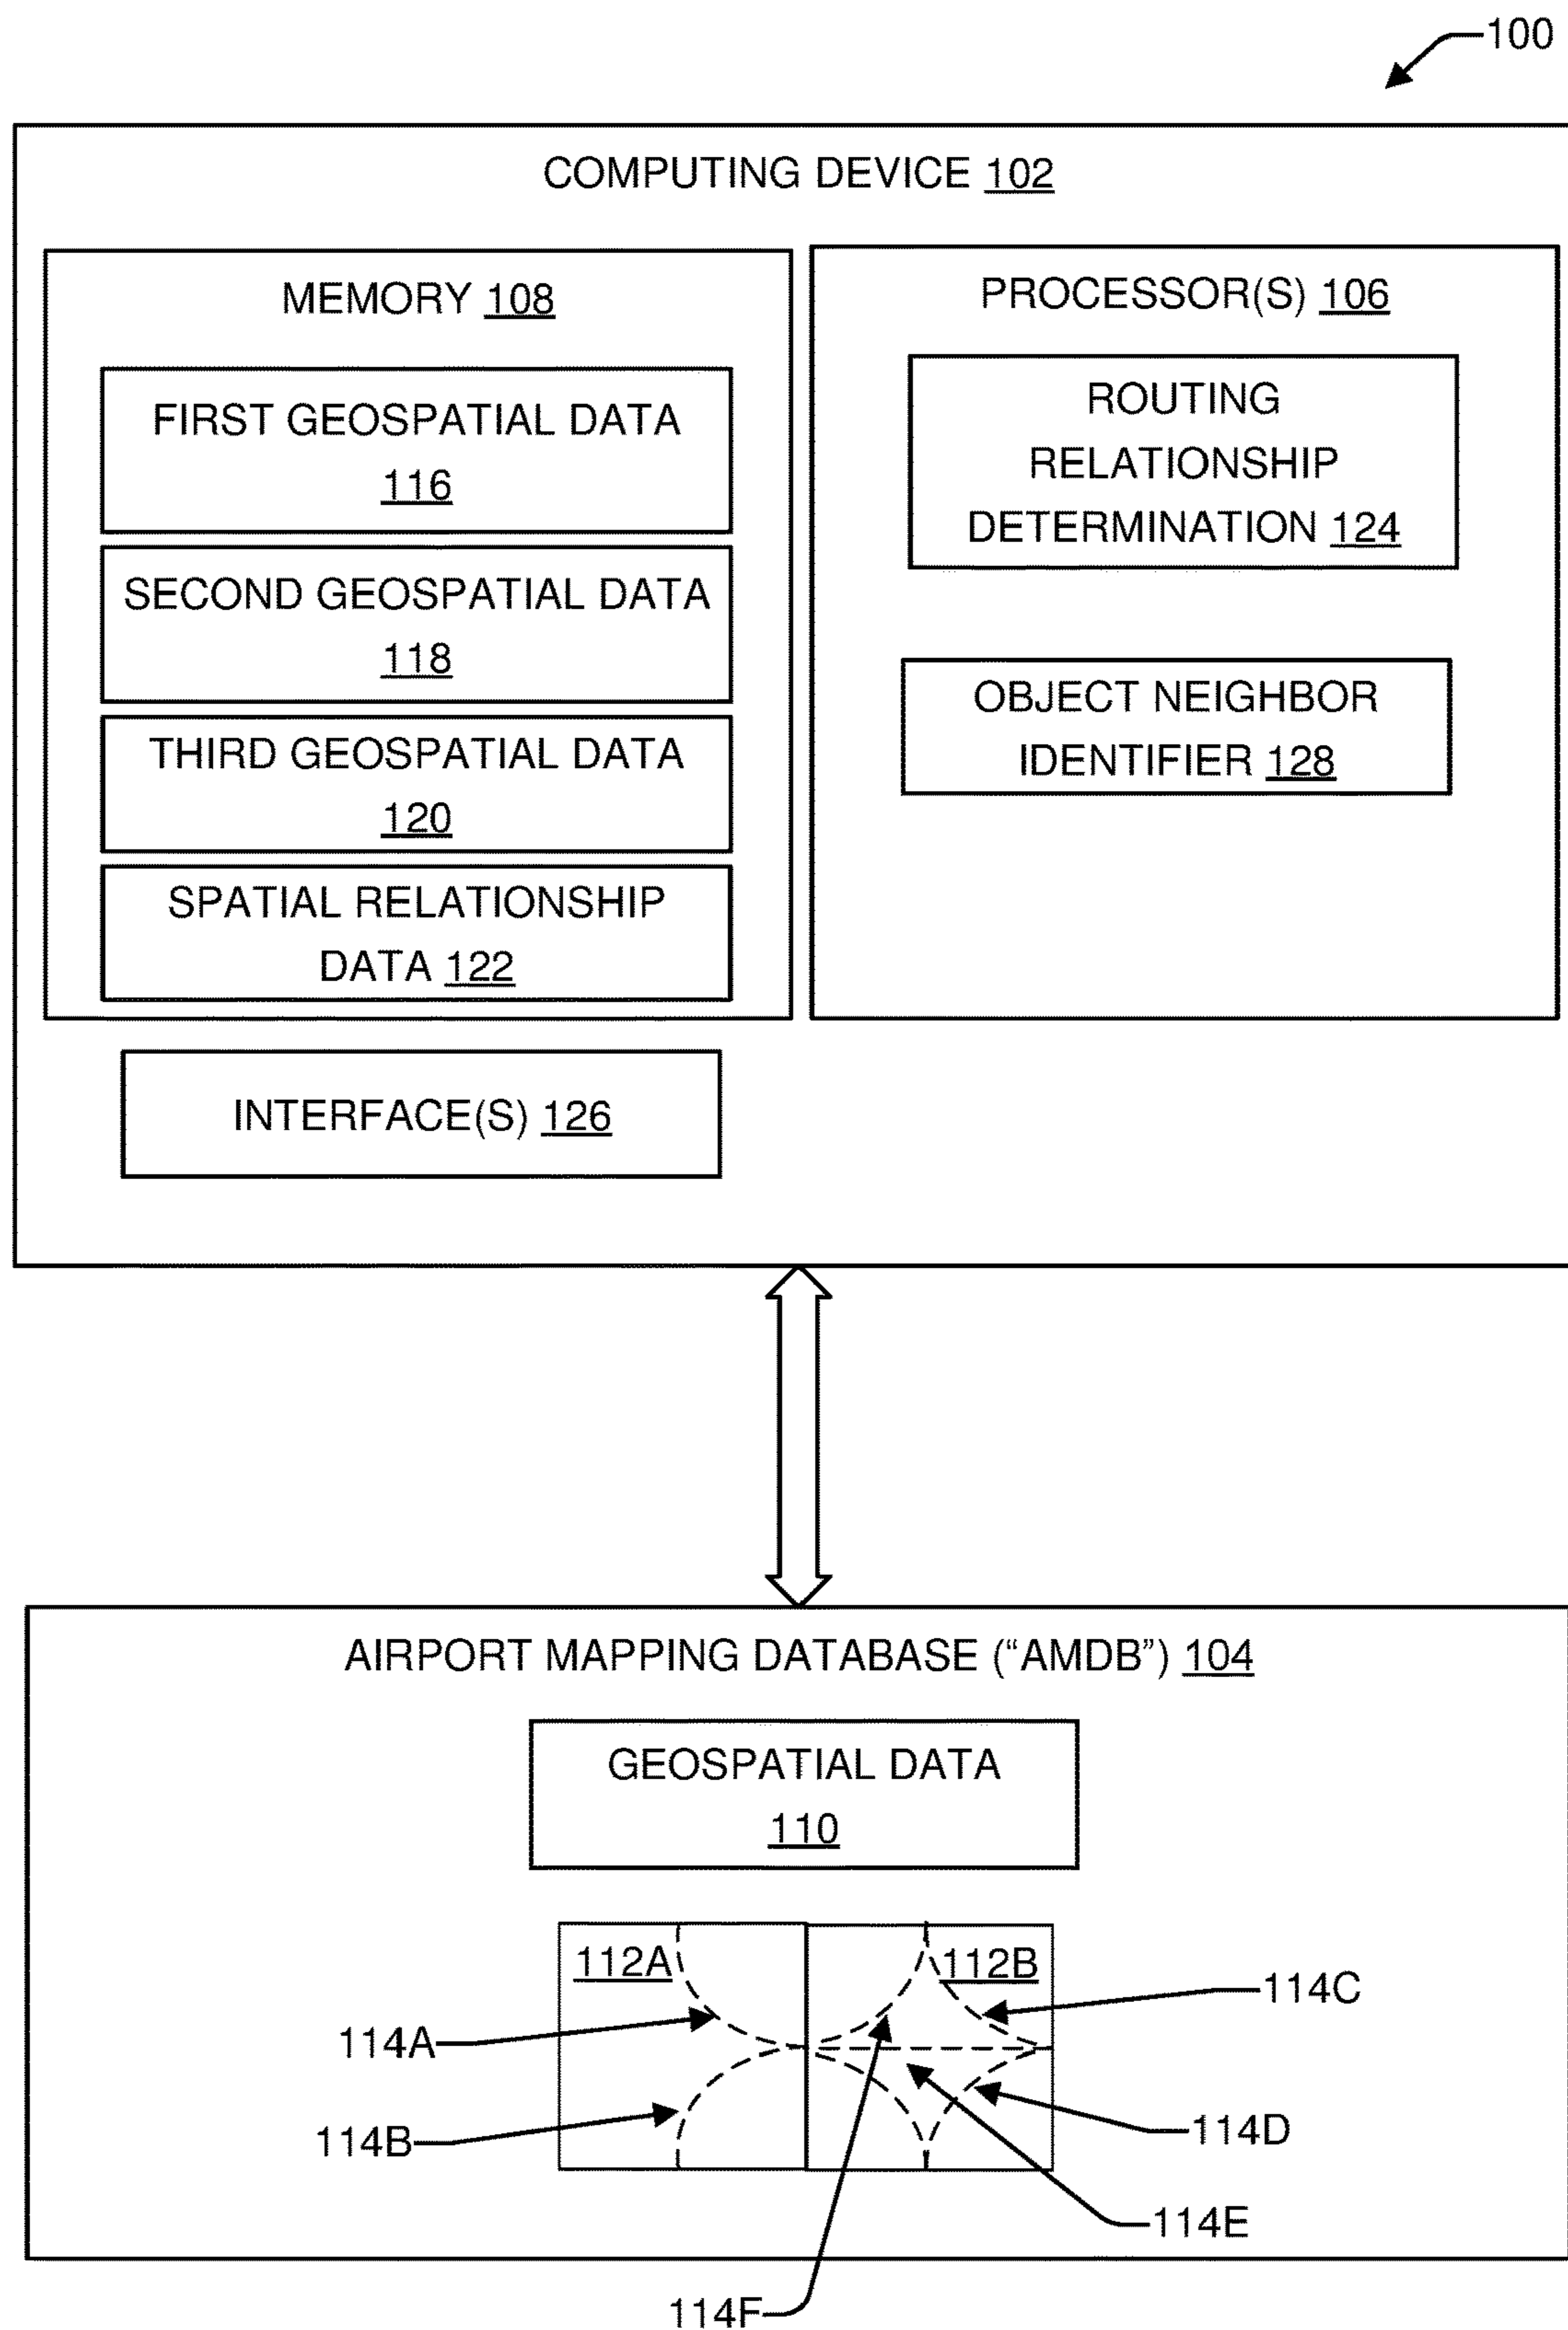 100
COMPUTING DEVICE 102
MEMORY 108
FIRST GEOSPATIAL DATA
116
SECOND GEOSPATIAL DATA
118
THIRD GEOSPATIAL DATA
120
SPATIAL RELATIONSHIP
DATA 122
PROCESSOR(S) 106
ROUTING
RELATIONSHIP
DETERMINATION 124
OBJECT NEIGHBOR
IDENTIFIER 128
INTERFACE(S) 126
AIRPORT MAPPING DATABASE (“AMDB”) 104
GEOSPATIAL DATA
110
112A
112B
114C
114A
114B
114D
114E
114F